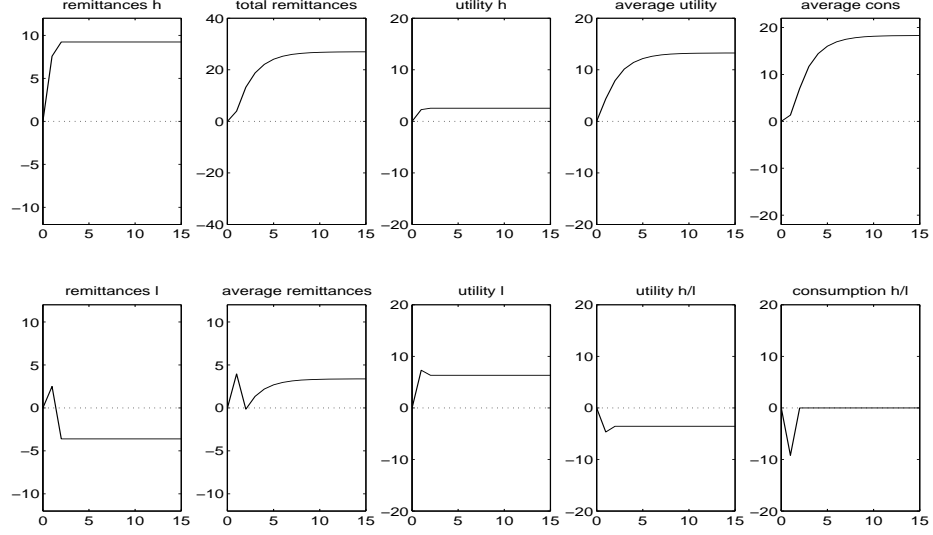 remittances h
total remittances
utility h
average utility
average cons
10
5
0
−5
−10
0 5 10 15
40
20
0
−20
−40
0 5 10 15
20
10
0
−10
−20
0 5 10 15
20
10
0
−10
−20
0 5 10 15
20
10
0
−10
−20
0 5 10 15
remittances l
average remittances
utility l
utility h/l
consumption h/l
10
5
0
−5
−10
0 5 10 15
10
5
0
−5
−10
0 5 10 15
20
10
0
−10
−20
0 5 10 15
20
10
0
−10
−20
0 5 10 15
20
10
0
−10
−20
0 5 10 15